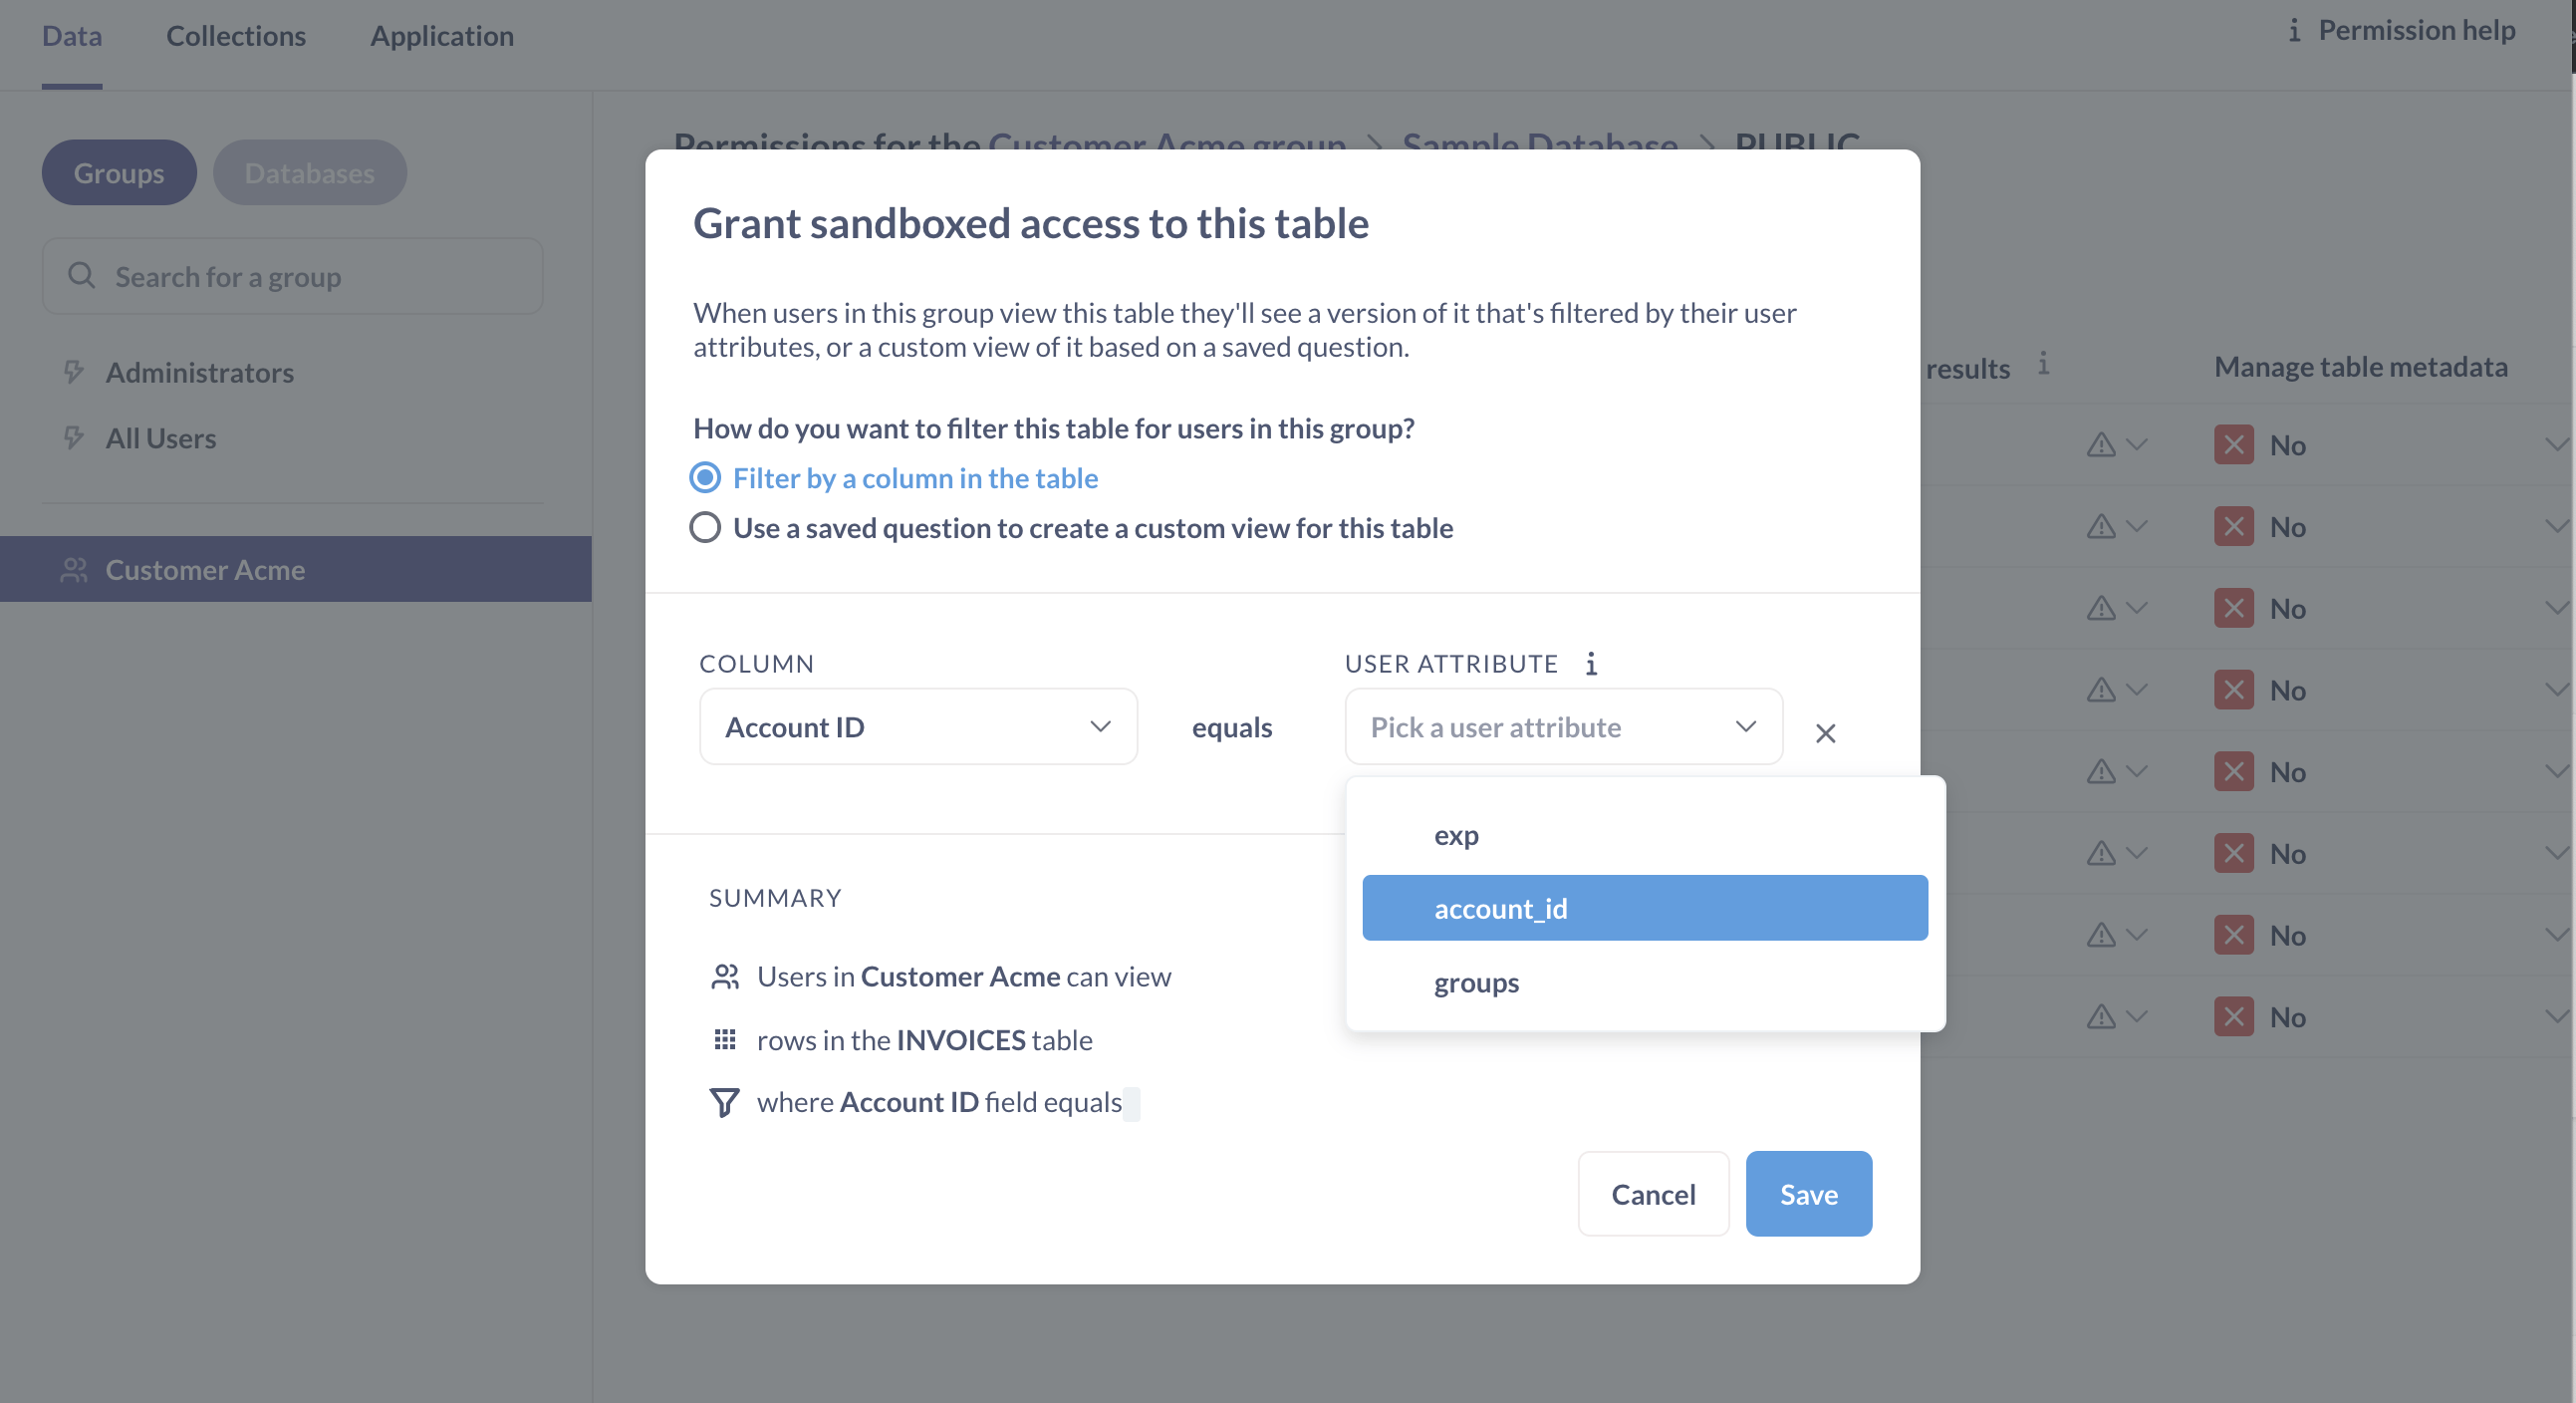 Data Collections Application
Permission help
Groups Databases
Search for a group
Administrators
All Users
Customer Acme
Permissions for the Customer Acme group > Sample Database > PUBLIC
Grant sandboxed access to this table
When users in this group view this table they'll see a version of it that's filtered by their user
attributes, or a custom view of it based on a saved question.
How do you want to filter this table for users in this group?
Filter by a column in the table
Use a saved question to create a custom view for this table
COLUMN
USER ATTRIBUTE
Account ID
equals
Pick a user attribute
exp
account_id
groups
SUMMARY
Users in Customer Acme can view
rows in the INVOICES table
where Account ID field equals
Cancel
Save
results
Manage table metadata
No
No
No
No
No
No
No
No